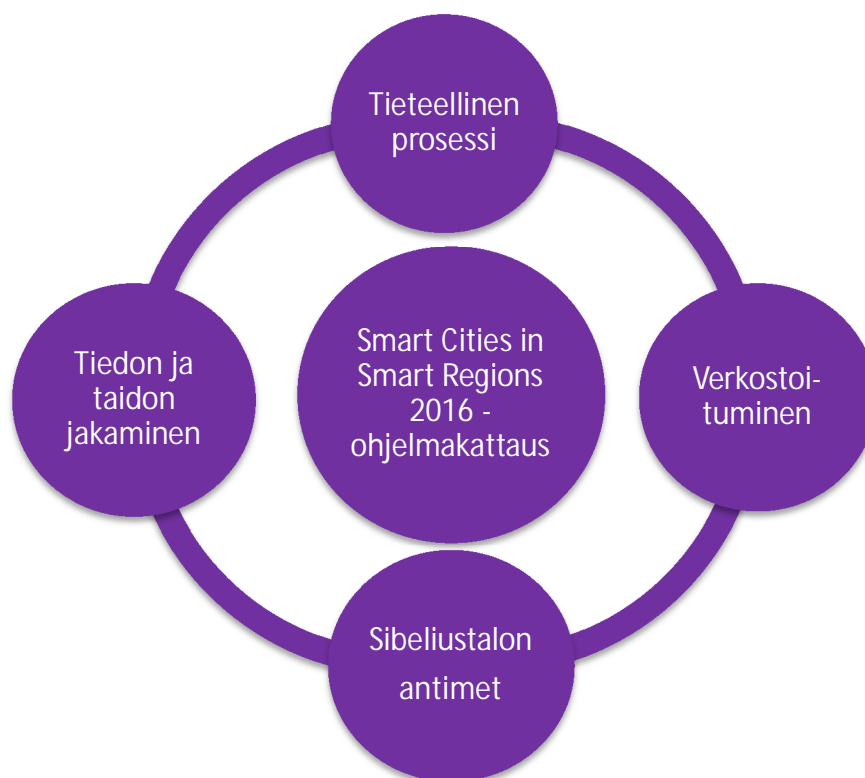 Tieteellinen
prosessi
Tiedon ja
taidon
jakaminen
Smart Cities in
Smart Regions
2016 -
ohjelmakattaus
Verkostoi-
tuminen
Sibeliustalon
antimet